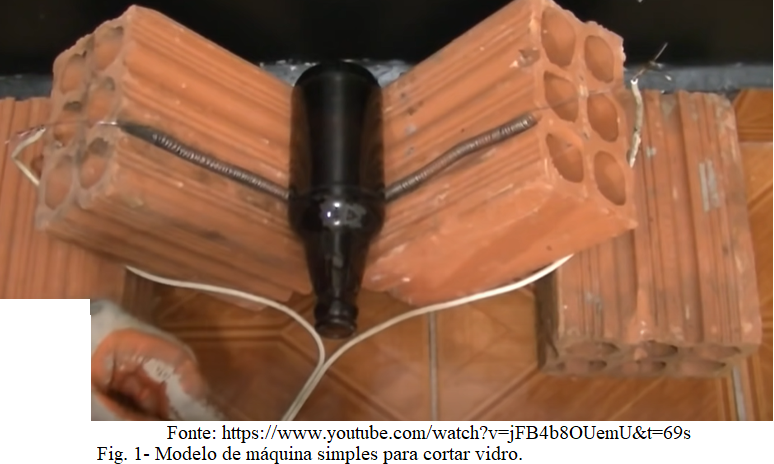 Fonte: https://www.youtube.com/watch?v=jFB4b8OUemU&t=69s
Fig. 1- Modelo de máquina simples para cortar vidro.